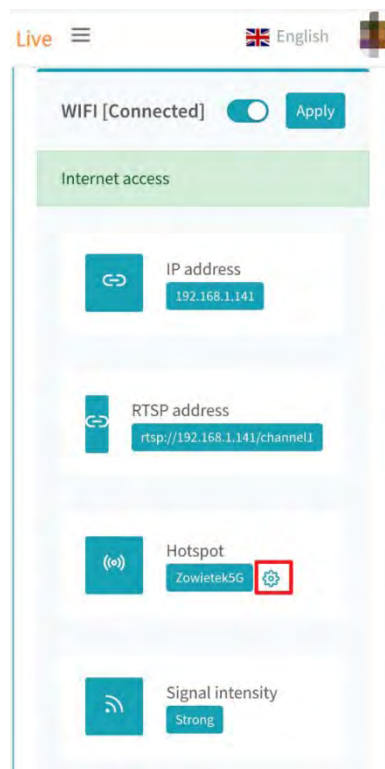 Live English
WIFI [Connected] Apply
Internet access
IP address
192.168.1.141
RTSP address
rtsp://192.168.1.141/channel1
Hotspot
Zowietek5G
Signal intensity
Strong